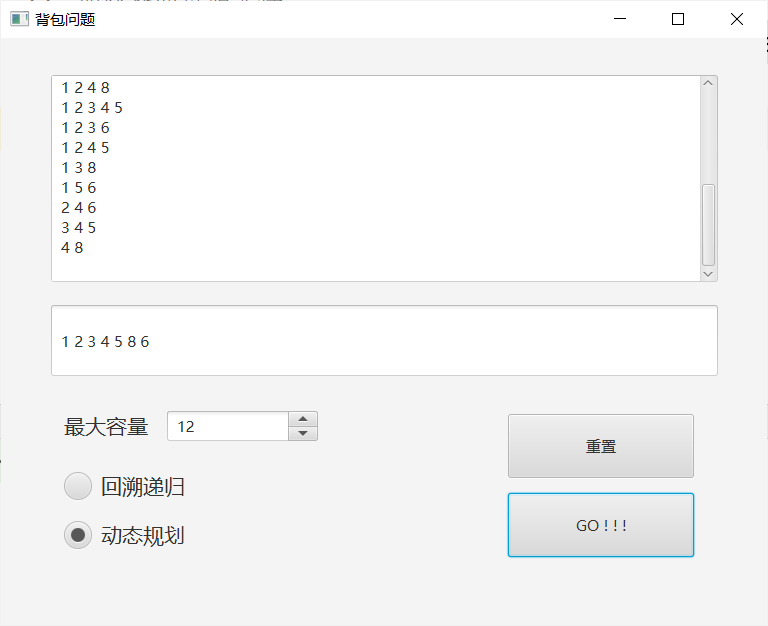 背包问题
1 2 4 8
1 2 3 4 5
1 2 3 6
1 2 4 5
1 3 8
1 5 6
2 4 6
3 4 5
4 8
1 2 3 4 5 8 6
最大容量 12
重置
回溯递归
GO ! ! !
动态规划